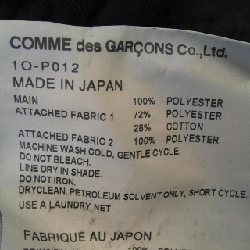 COMME des GARÇONS Co., Ltd.
1O-P012
MADE IN JAPAN
MAIN 100% POLYESTER
ATTACHED FABRIC 1 72% POLYESTER
28% COTTON
ATTACHED FABRIC 2 100% POLYESTER
MACHINE WASH COLD, GENTLE CYCLE.
DO NOT BLEACH.
LINE DRY IN SHADE.
DO NOT IRON.
DRYCLEAN, PETROLEUM SOLVENT ONLY, SHORT CYCLE.
USE A LAUNDRY NET
FABRIQUÉ AU JAPON